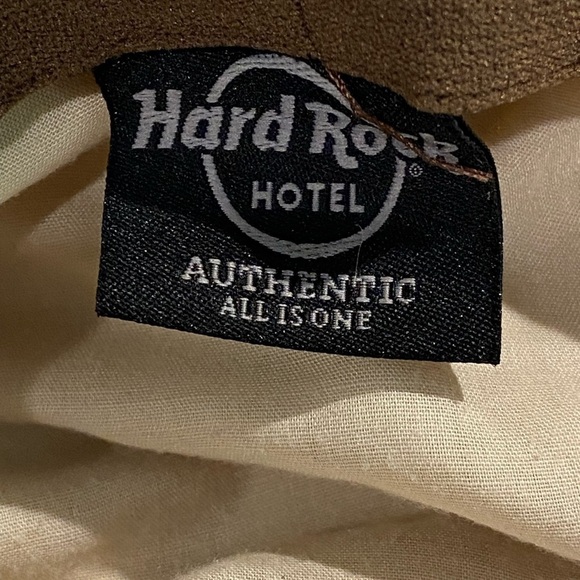 Hard Rock
®
HOTEL
AUTHENTIC
ALL IS ONE